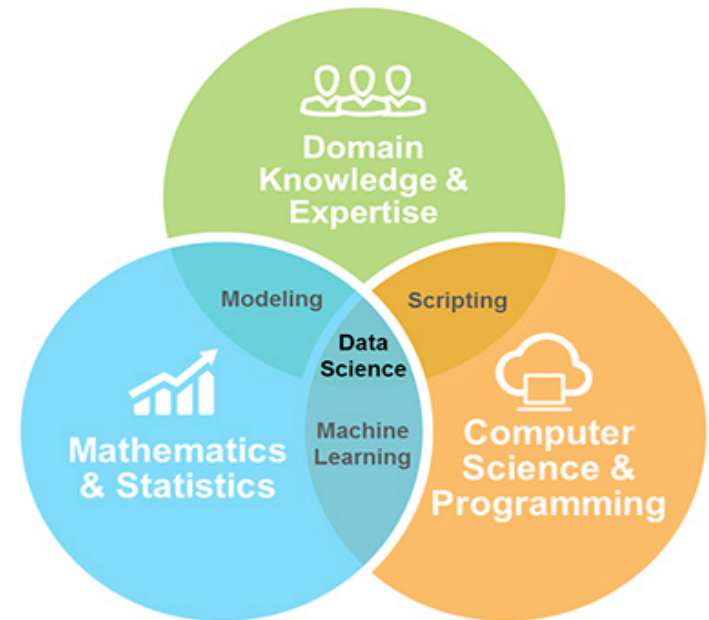 Domain
Knowledge &
Expertise
Modeling
Scripting
Data
Science
Machine
Learning
Mathematics
& Statistics
Computer
Science &
Programming